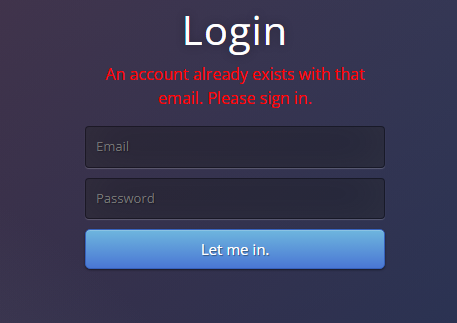 Login
An account already exists with that
email. Please sign in.
Email
Password
Let me in.